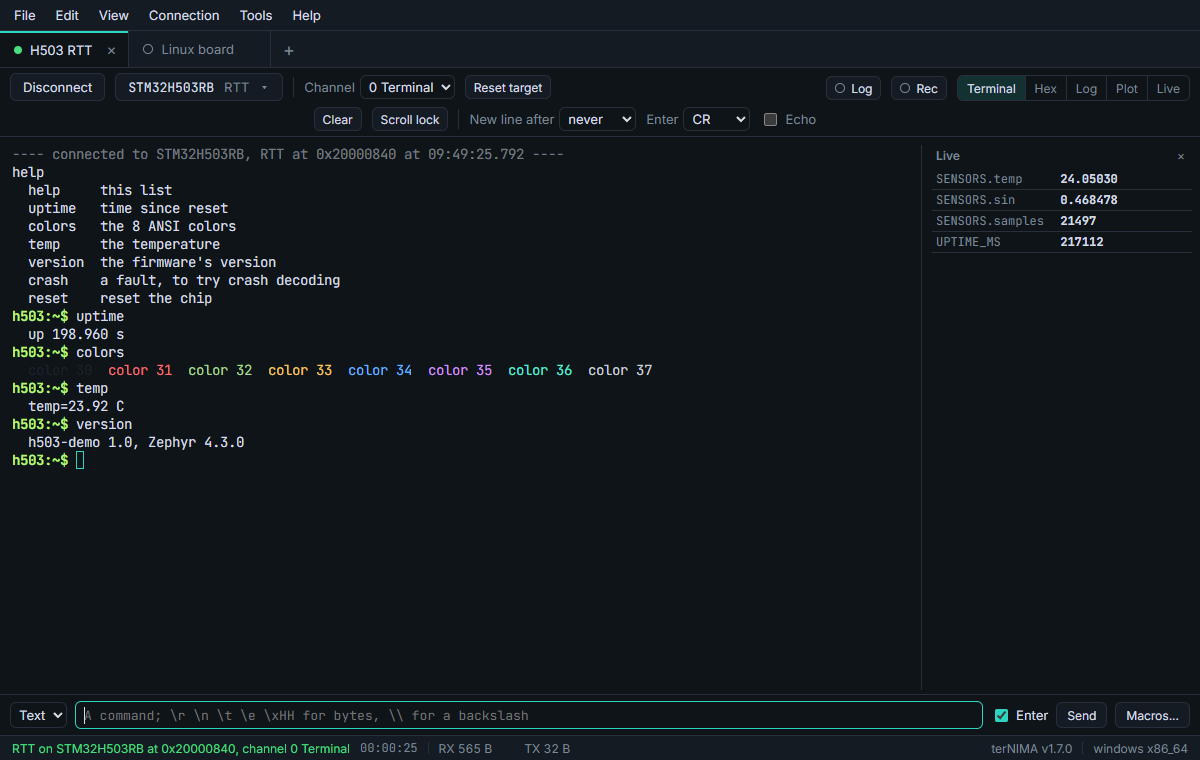 File Edit View Connection Tools Help
H503 RTT × Linux board +
Disconnect STM32H503RB RTT Channel 0 Terminal Reset target Log Rec Terminal Hex Log Plot Live
Clear Scroll lock New line after never Enter CR Echo
---- connected to STM32H503RB, RTT at 0x20000840 at 09:49:25.792 ----
help
  help     this list
  uptime   time since reset
  colors   the 8 ANSI colors
  temp     the temperature
  version  the firmware's version
  crash    a fault, to try crash decoding
  reset    reset the chip
h503:~$ uptime
  up 198.960 s
h503:~$ colors
  color 30  color 31  color 32  color 33  color 34  color 35  color 36  color 37
h503:~$ temp
  temp=23.92 C
h503:~$ version
  h503-demo 1.0, Zephyr 4.3.0
h503:~$
Live ×
SENSORS.temp 24.05030
SENSORS.sin 0.468478
SENSORS.samples 21497
UPTIME_MS 217112
Text A command; \r \n \t \e \xHH for bytes, \\ for a backslash Enter Send Macros...
RTT on STM32H503RB at 0x20000840, channel 0 Terminal 00:00:25 RX 565 B TX 32 B terNIMA v1.7.0 windows x86_64